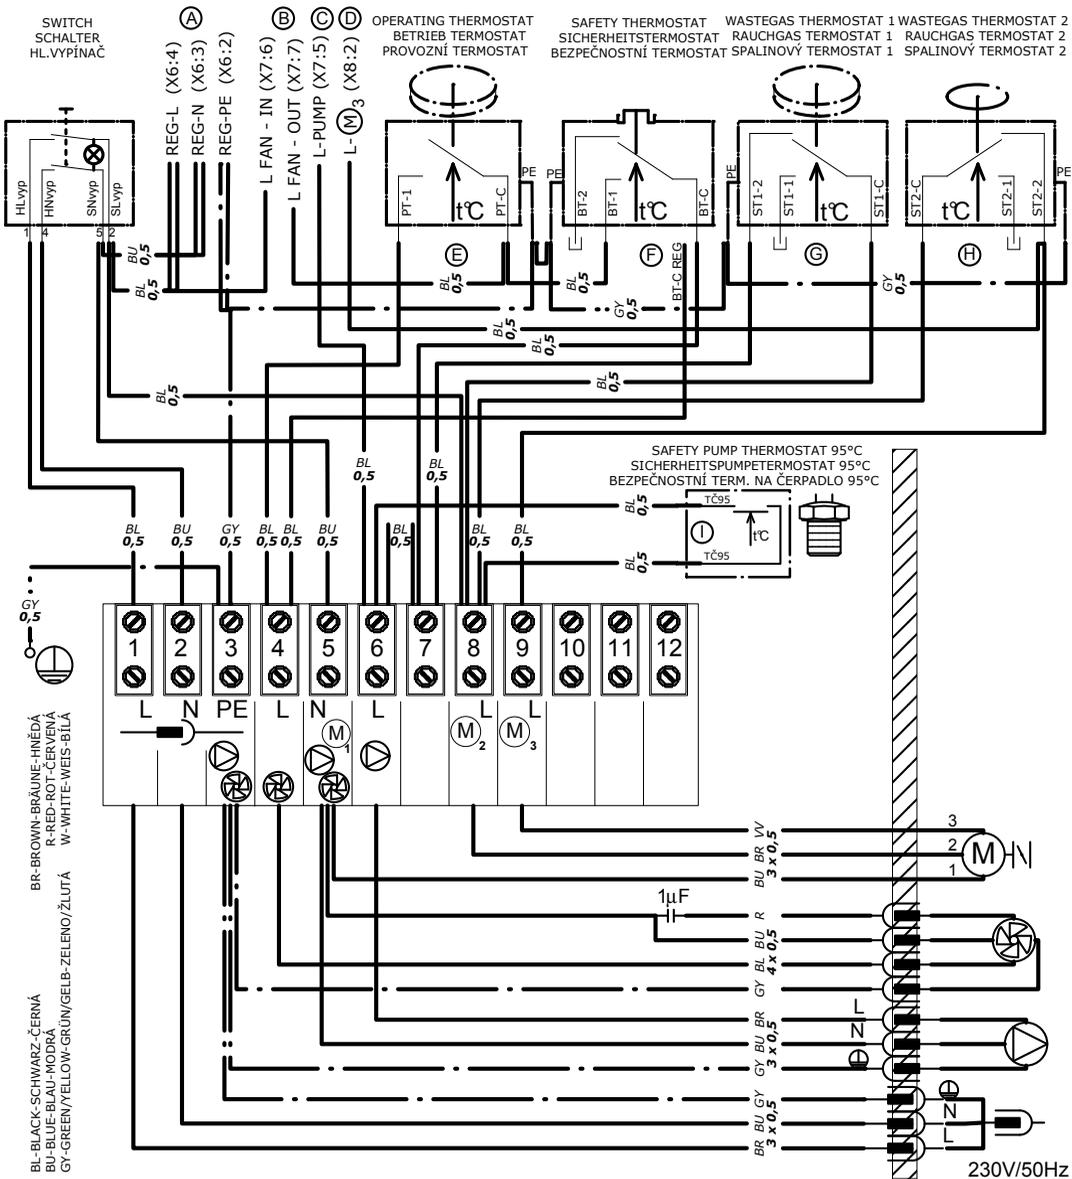 SWITCH
SCHALTER
HL.VYPÍNAČ
A
REG-L (X6:4)
REG-N (X6:3)
REG-PE (X6:2)
B
L FAN - IN (X7:6)
L FAN - OUT (X7:7)
C
L-PUMP (X7:5)
D
L-(M)3 (X8:2)
OPERATING THERMOSTAT
BETRIEB TERMOSTAT
PROVOZNÍ TERMOSTAT
SAFETY THERMOSTAT
SICHERHEITSTERMOSTAT
BEZPEČNOSTNÍ TERMOSTAT
WASTEGAS THERMOSTAT 1
RAUCHGAS TERMOSTAT 1
SPALINOVÝ TERMOSTAT 1
WASTEGAS THERMOSTAT 2
RAUCHGAS TERMOSTAT 2
SPALINOVÝ TERMOSTAT 2
HLvyp
HNvyp
SNvyp
SLvyp
1 4 5 2
PT-1
t°C
PT-C
PE
PE
BT-2
BT-1
t°C
BT-C
PE
ST1-2
ST1-1
t°C
ST1-C
ST2-C
t°C
ST2-1
ST2-2
PE
E
F
BT-C REG
G
H
BU 0,5
BL 0,5
BL 0,5
BL 0,5
GY 0,5
GY 0,5
BL 0,5
BL 0,5
BL 0,5
BL 0,5
BL 0,5
BL 0,5
SAFETY PUMP THERMOSTAT 95°C
SICHERHEITSPUMPETERMOSTAT 95°C
BEZPEČNOSTNÍ TERM. NA ČERPADLO 95°C
BL 0,5
TČ95
I
t°C
TČ95
BL 0,5
BL 0,5
BU 0,5
GY 0,5
BL 0,5
BL 0,5
BU 0,5
BL 0,5
BL 0,5
BL 0,5
GY 0,5
1 2 3 4 5 6 7 8 9 10 11 12
L N PE L N L L L
M1
M2
M3
BR-BROWN-BRÄUNE-HNĚDÁ
R-RED-ROT-ČERVENÁ
W-WHITE-WEIS-BÍLÁ
BL-BLACK-SCHWARZ-ČERNÁ
BU-BLUE-BLAU-MODRÁ
GY-GREEN/YELLOW-GRÜN/GELB-ZELENO/ŽLUTÁ
VV
BR
BU
3 x 0,5
3
2
1
M
1µF
R
BU
BL
GY
4 x 0,5
BR
BU
GY
3 x 0,5
L
N
GY
BU
BR
3 x 0,5
N
L
230V/50Hz